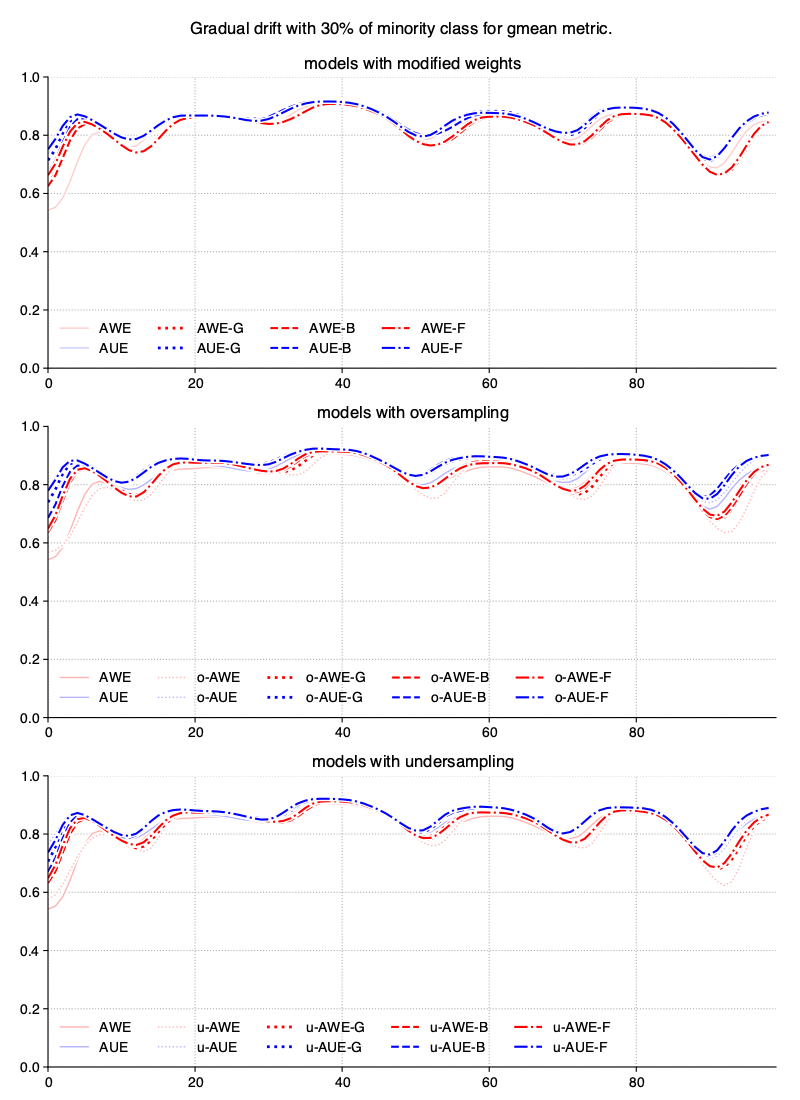 Gradual drift with 30% of minority class for gmean metric.
models with modified weights
1.0
0.8
0.6
0.4
0.2
0.0
AWE AWE-G AWE-B AWE-F
AUE AUE-G AUE-B AUE-F
0 20 40 60 80
models with oversampling
1.0
0.8
0.6
0.4
0.2
0.0
AWE o-AWE o-AWE-G o-AWE-B o-AWE-F
AUE o-AUE o-AUE-G o-AUE-B o-AUE-F
0 20 40 60 80
models with undersampling
1.0
0.8
0.6
0.4
0.2
0.0
AWE u-AWE u-AWE-G u-AWE-B u-AWE-F
AUE u-AUE u-AUE-G u-AUE-B u-AUE-F
0 20 40 60 80